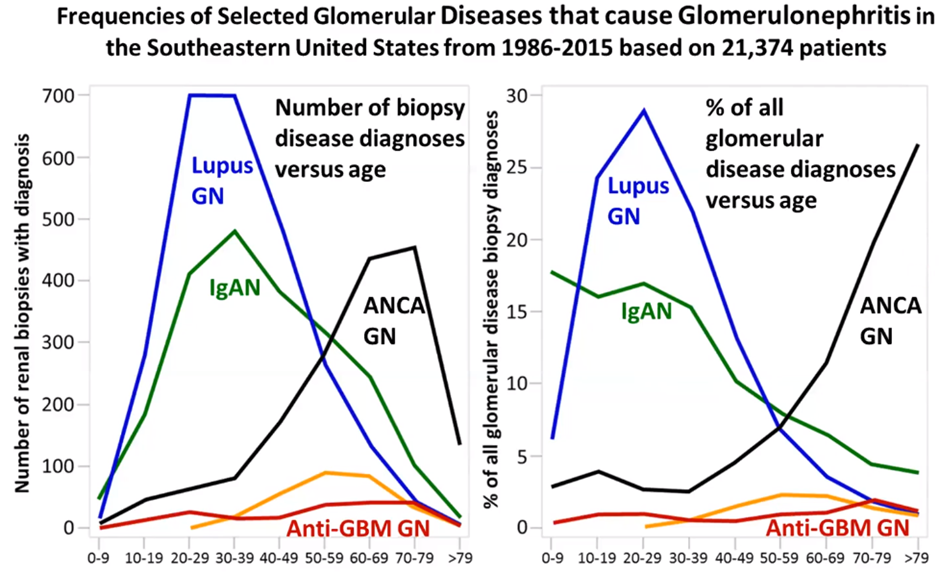 Frequencies of Selected Glomerular Diseases that cause Glomerulonephritis in
the Southeastern United States from 1986-2015 based on 21,374 patients
Number of renal biopsies with diagnosis
700
600
500
400
300
200
100
0
Number of biopsy
disease diagnoses
versus age
Lupus
GN
IgAN
ANCA
GN
Anti-GBM GN
0-9 10-19 20-29 30-39 40-49 50-59 60-69 70-79 >79
% of all glomerular disease biopsy diagnoses
30
25
20
15
10
5
0
% of all
glomerular
disease diagnoses
versus age
Lupus
GN
IgAN
ANCA
GN
Anti-GBM GN
0-9 10-19 20-29 30-39 40-49 50-59 60-69 70-79 >79